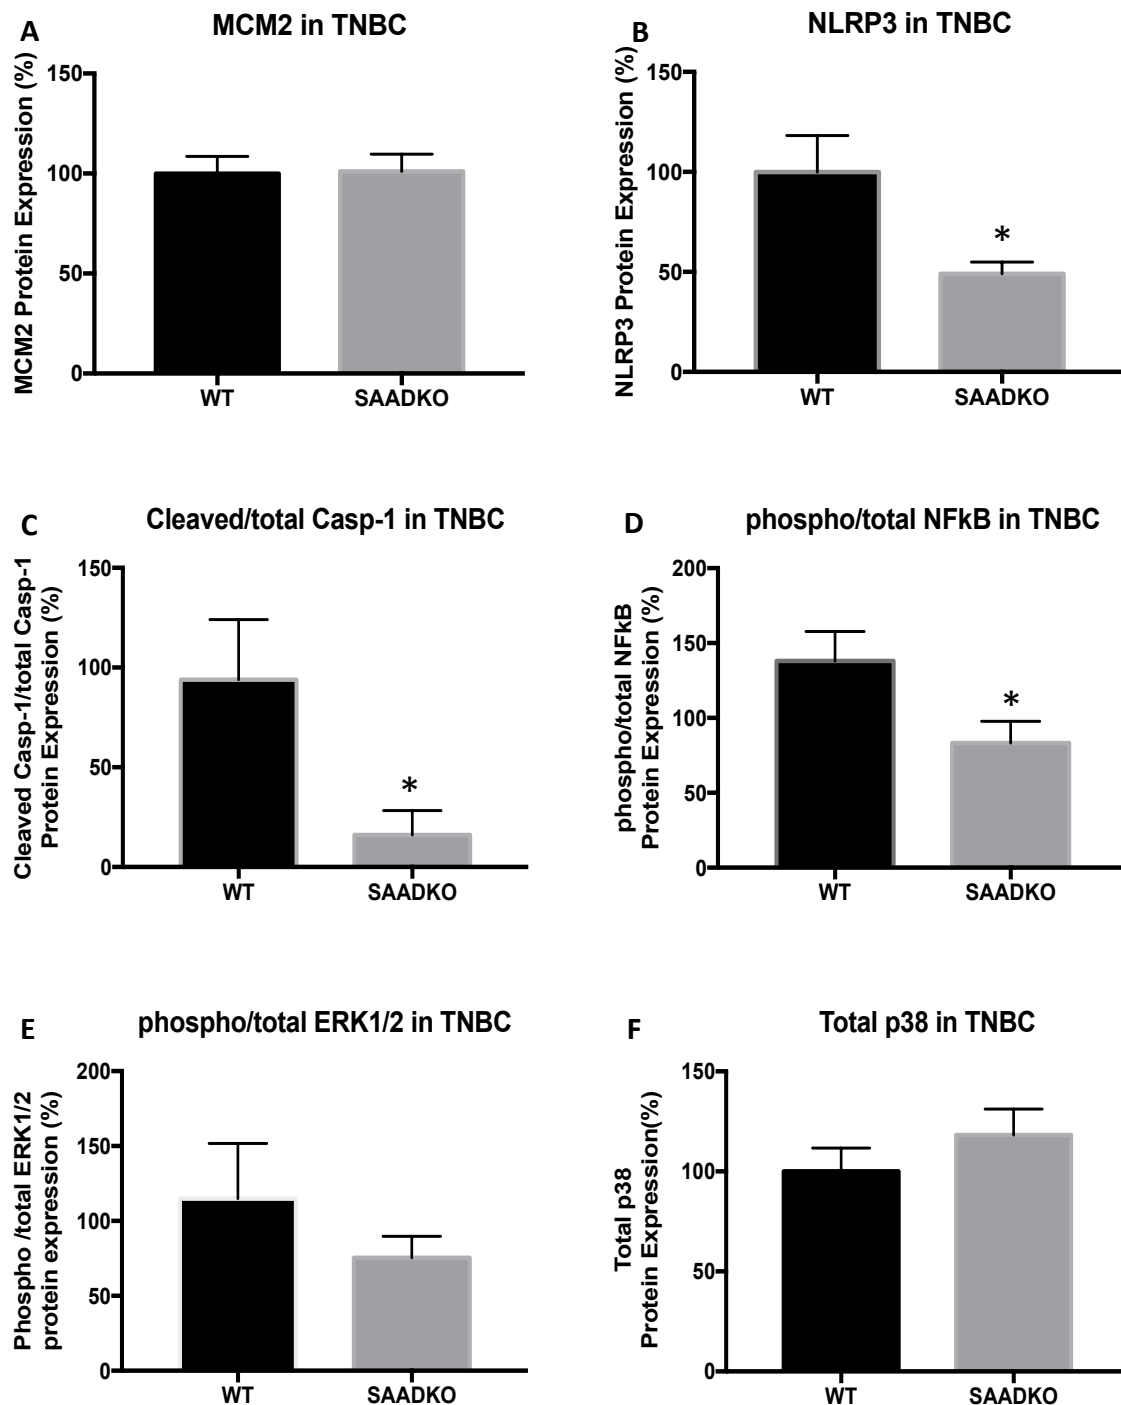 A
MCM2 in TNBC
MCM2 Protein Expression (%)
150
100
50
0
WT
SAADKO
B
NLRP3 in TNBC
NLRP3 Protein Expression (%)
150
100
50
0
*
WT
SAADKO
C
Cleaved/total Casp-1 in TNBC
Cleaved Casp-1/total Casp-1
Protein Expression (%)
150
100
50
0
*
WT
SAADKO
D
phospho/total NFkB in TNBC
phospho/total NFkB
Protein Expression (%)
200
150
100
50
0
*
WT
SAADKO
E
phospho/total ERK1/2 in TNBC
Phospho /total ERK1/2
protein expression (%)
200
150
100
50
0
WT
SAADKO
F
Total p38 in TNBC
Total p38
Protein Expression(%)
150
100
50
0
WT
SAADKO